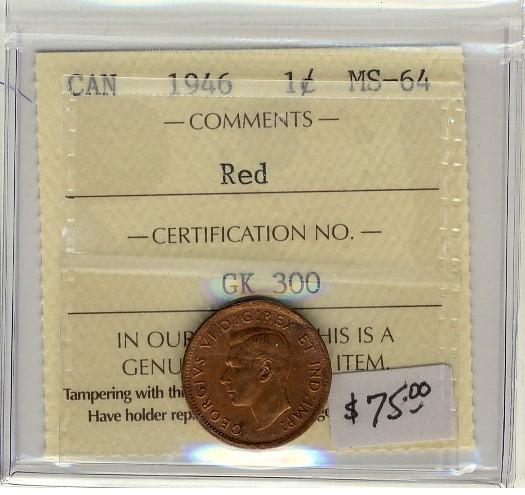 CAN 1946 1¢ MS-64
— COMMENTS —
Red
— CERTIFICATION NO. —
GK 300
IN OUR HIS IS A
GENU ITEM.
Tampering with thi
Have holder rep
GEORGIVS VI D:G:REX ET IND:IMP:
$75.00